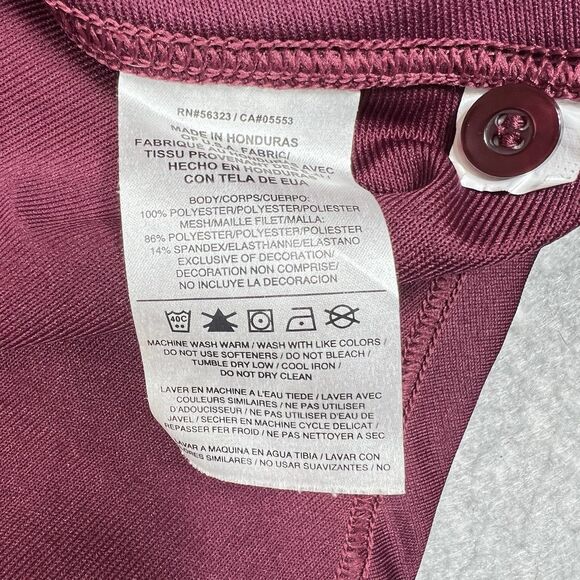 RN#56323 / CA#05553
MADE IN HONDURAS
OF U.S.A. FABRIC/
FABRIQUE AU HONDURAS AVEC
TISSU PROVENANT DES É.U./
HECHO EN HONDURAS
CON TELA DE EUA
BODY/CORPS/CUERPO:
100% POLYESTER/POLYESTER/POLIESTER
MESH/MAILLE FILET/MALLA:
86% POLYESTER/POLYESTER/POLIESTER
14% SPANDEX/ELASTHANNE/ELASTANO
EXCLUSIVE OF DECORATION/
DECORATION NON COMPRISE/
NO INCLUYE LA DECORACIÓN
40C
MACHINE WASH WARM / WASH WITH LIKE COLORS /
DO NOT USE SOFTENERS / DO NOT BLEACH /
TUMBLE DRY LOW / COOL IRON /
DO NOT DRY CLEAN
LAVER EN MACHINE A L'EAU TIEDE / LAVER AVEC
COULEURS SIMILAIRES / NE PAS UTILISER
D'ADOUCISSEUR / NE PAS UTILISER D'EAU DE
JAVEL / SECHER EN MACHINE CYCLE DELICAT /
REPASSER FER FROID / NE PAS NETTOYER A SEC
LAVAR A MAQUINA EN AGUA TIBIA / LAVAR CON
COLORES SIMILARES / NO USAR SUAVIZANTES / NO